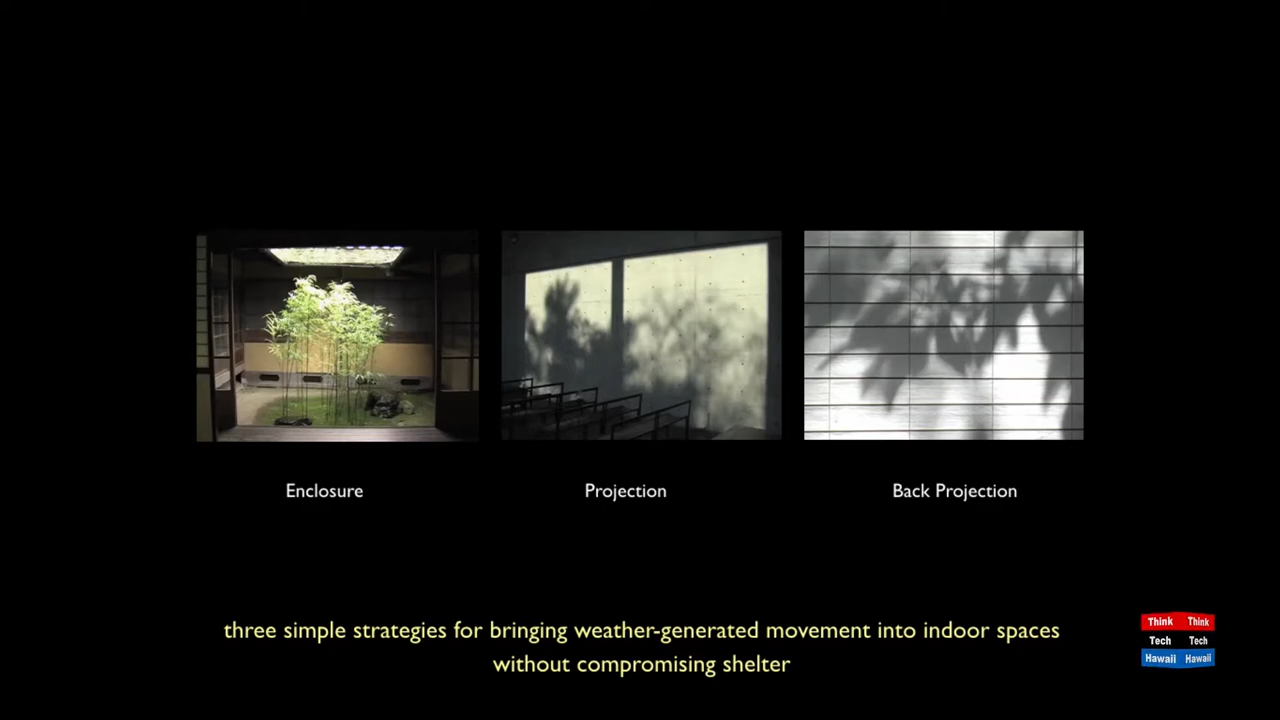 Enclosure
Projection
Back Projection
three simple strategies for bringing weather-generated movement into indoor spaces
without compromising shelter
Think Think
Tech Tech
Hawaii Hawaii